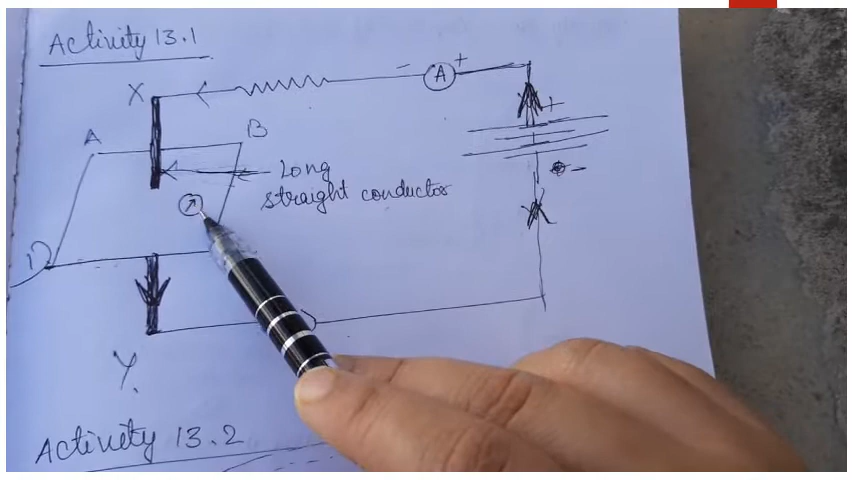 Activity 13.1
X
- A +
+
A
B
Long
straight conductor
-
D
Y
Activity 13.2